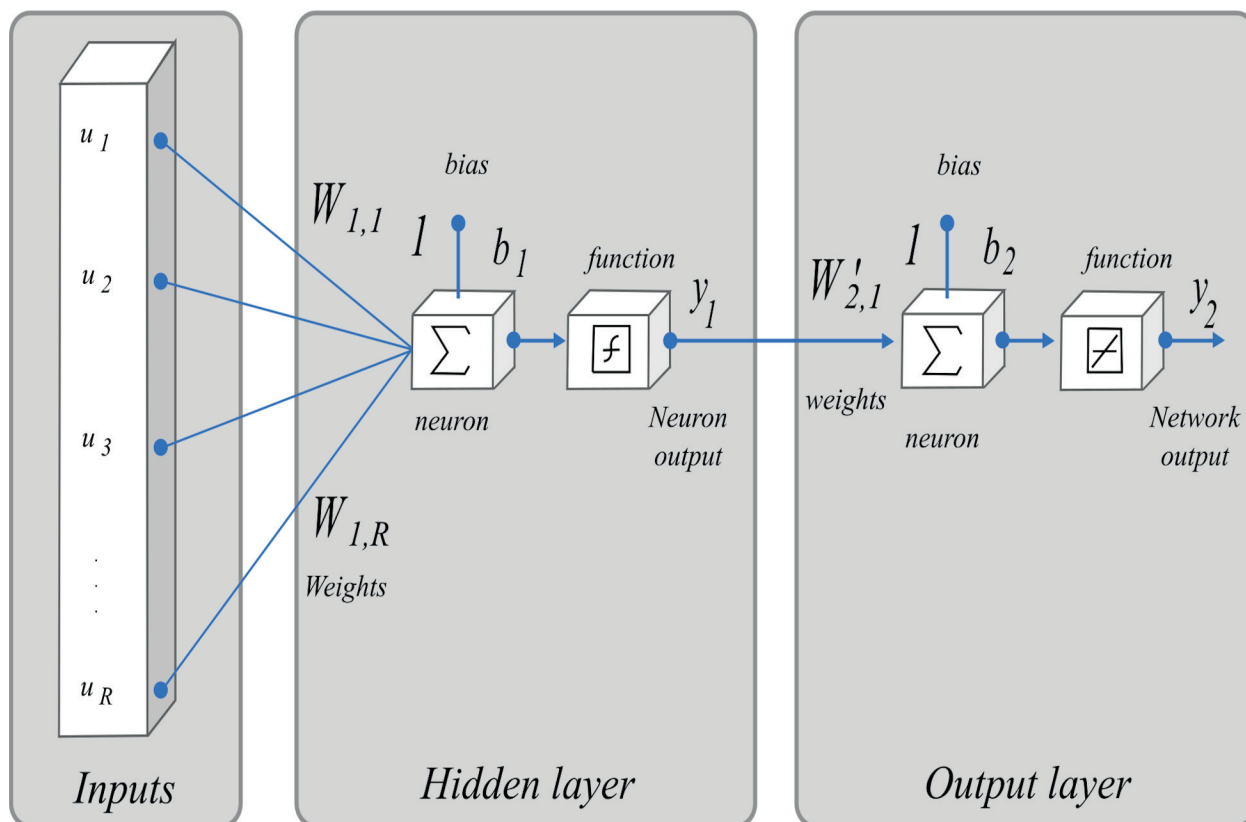 u 1
u 2
u 3
.
.
.
u R
Inputs
W 1,1
bias
1
b 1
function
y 1
Σ
f
neuron
Neuron
output
W 1,R
Weights
Hidden layer
W' 2,1
weights
bias
1
b 2
function
y 2
Σ
neuron
Network
output
Output layer